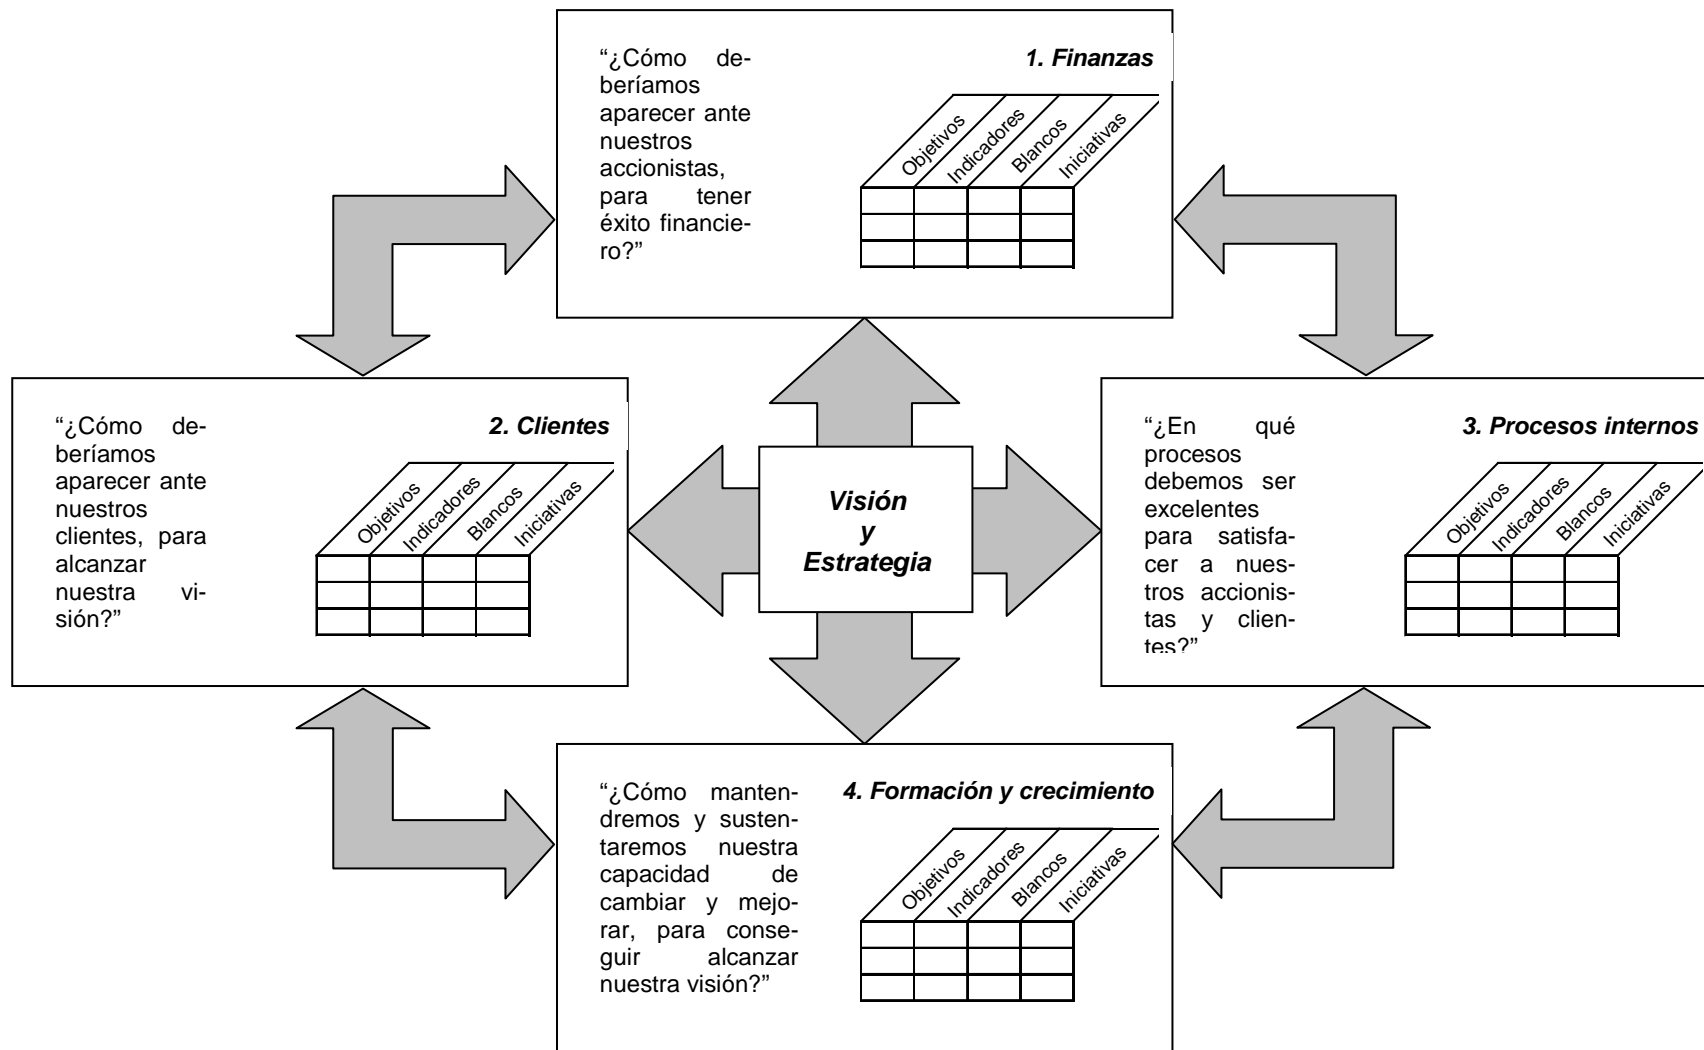 “¿Cómo de-
beríamos
aparecer ante
nuestros
accionistas,
para tener
éxito financie-
ro?”
1. Finanzas
Objetivos
Indicadores
Blancos
Iniciativas
“¿Cómo de-
beríamos
aparecer ante
nuestros
clientes, para
alcanzar
nuestra vi-
sión?”
2. Clientes
Objetivos
Indicadores
Blancos
Iniciativas
Visión
y
Estrategia
“¿En qué
procesos
debemos ser
excelentes
para satisfa-
cer a nues-
tros accionis-
tas y clien-
tes?”
3. Procesos internos
Objetivos
Indicadores
Blancos
Iniciativas
“¿Cómo manten-
dremos y susten-
taremos nuestra
capacidad de
cambiar y mejo-
rar, para conse-
guir alcanzar
nuestra visión?”
4. Formación y crecimiento
Objetivos
Indicadores
Blancos
Iniciativas